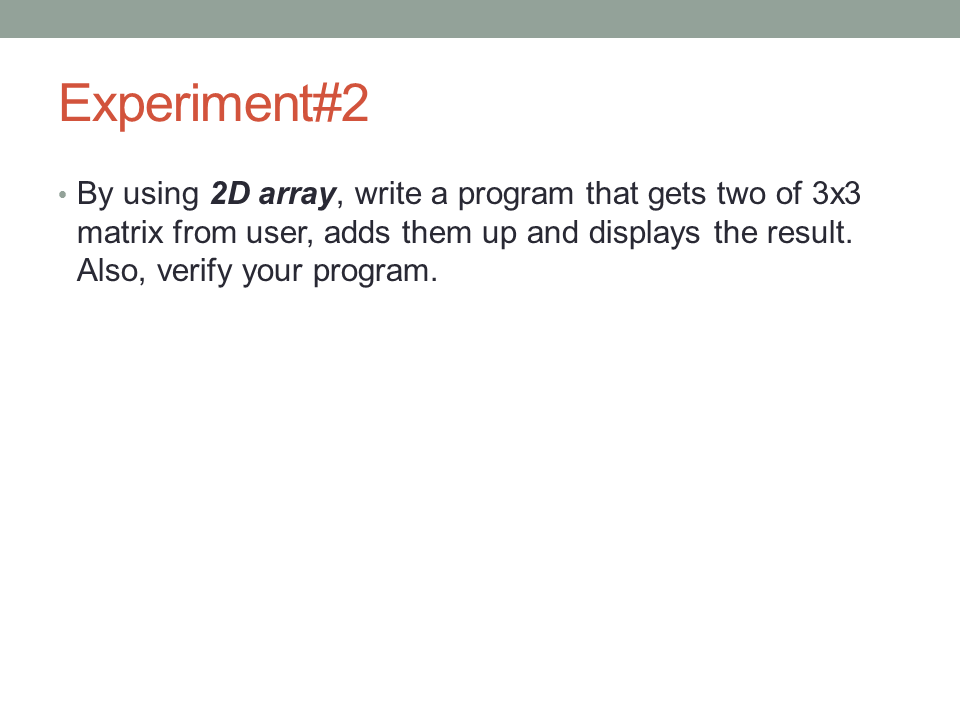 Experiment#2
• By using 2D array, write a program that gets two of 3x3
matrix from user, adds them up and displays the result.
Also, verify your program.